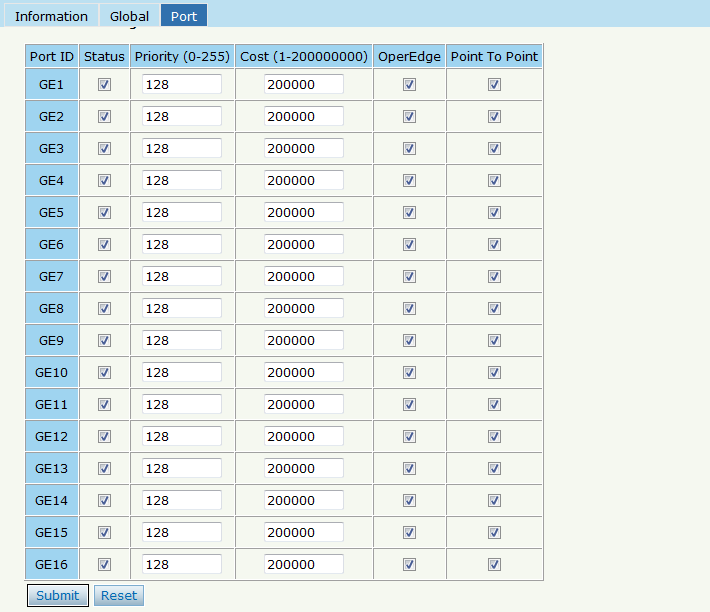 Information Global Port
Port ID Status Priority (0-255) Cost (1-200000000) OperEdge Point To Point
GE1 128 200000
GE2 128 200000
GE3 128 200000
GE4 128 200000
GE5 128 200000
GE6 128 200000
GE7 128 200000
GE8 128 200000
GE9 128 200000
GE10 128 200000
GE11 128 200000
GE12 128 200000
GE13 128 200000
GE14 128 200000
GE15 128 200000
GE16 128 200000
Submit Reset